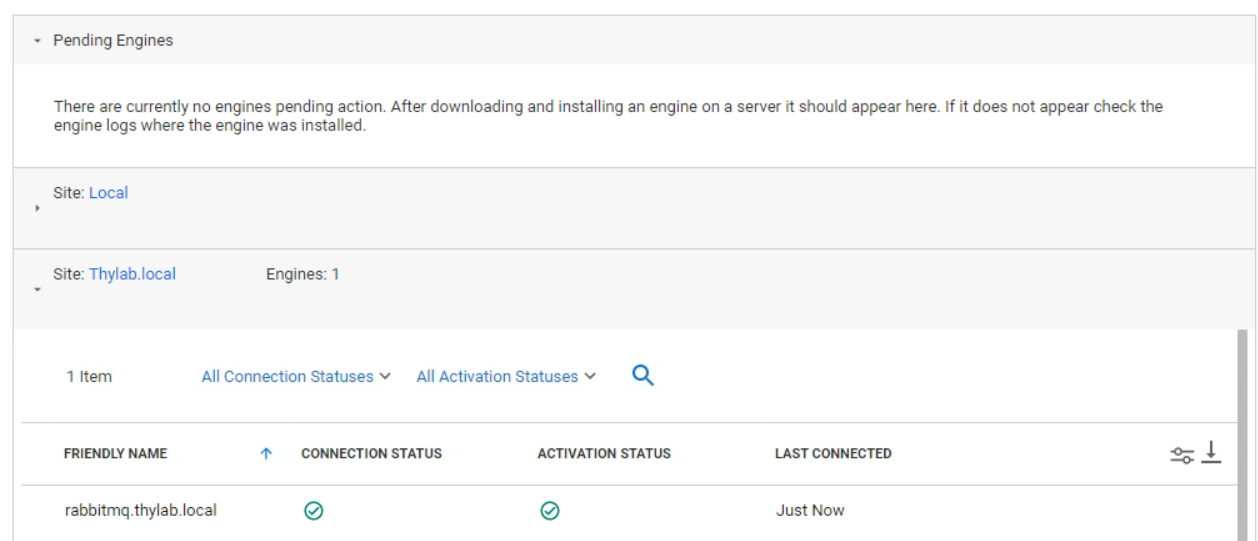 Pending Engines
There are currently no engines pending action. After downloading and installing an engine on a server it should appear here. If it does not appear check the
engine logs where the engine was installed.
Site: Local
Site: Thylab.local Engines: 1
1 Item All Connection Statuses All Activation Statuses
FRIENDLY NAME CONNECTION STATUS ACTIVATION STATUS LAST CONNECTED
rabbitmq.thylab.local Just Now